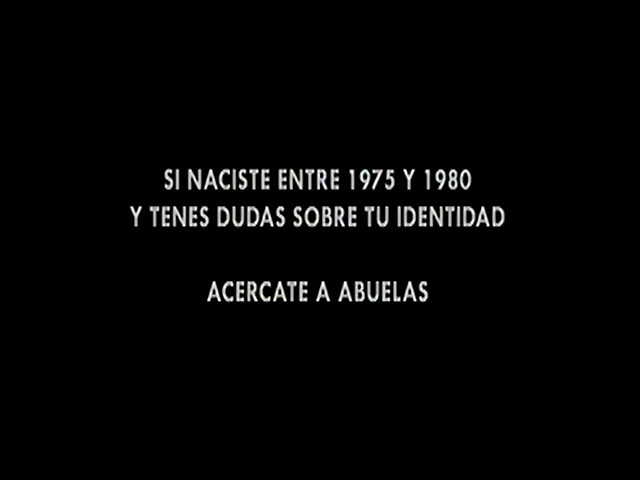 SI NACISTE ENTRE 1975 Y 1980
Y TENES DUDAS SOBRE TU IDENTIDAD
ACERCATE A ABUELAS